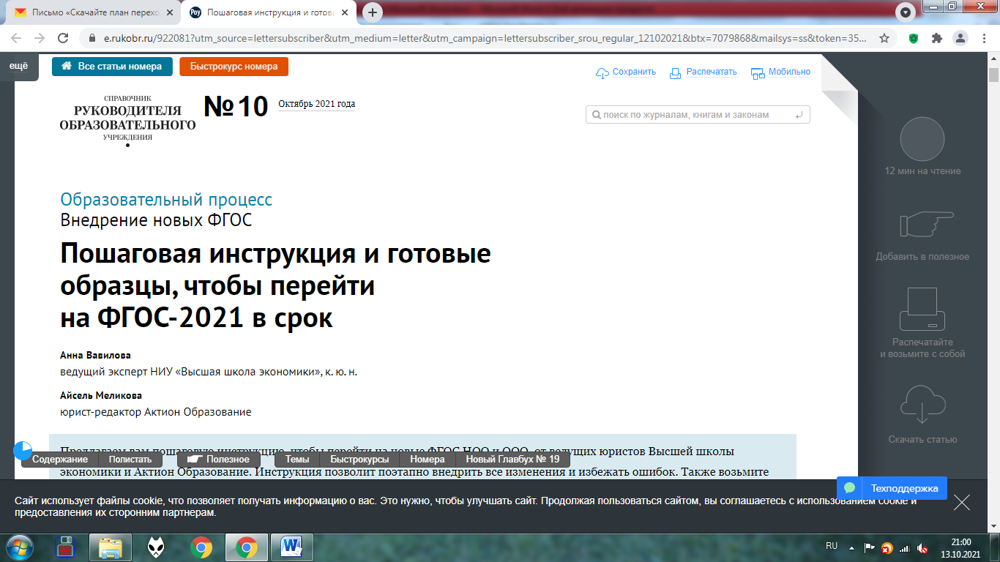 Письмо «Скачайте план перехо
Пошаговая инструкция и готовь
e.rukobr.ru/922081?utm_source=lettersubscriber&utm_medium=letter&utm_campaign=lettersubscriber_srou_regular_12102021&btx=7079868&mailsys=ss&token=35...
ещё
Все статьи номера
Быстрокурс номера
Сохранить
Распечатать
Мобильно
СПРАВОЧНИК
РУКОВОДИТЕЛЯ
ОБРАЗОВАТЕЛЬНОГО
УЧРЕЖДЕНИЯ
№10
Октябрь 2021 года
поиск по журналам, книгам и законам
12 мин на чтение
Образовательный процесс
Внедрение новых ФГОС
Добавить в полезное
Пошаговая инструкция и готовые
образцы, чтобы перейти
на ФГОС-2021 в срок
Распечатайте
и возьмите с собой
Анна Вавилова
ведущий эксперт НИУ «Высшая школа экономики», к. ю. н.
Айсель Меликова
юрист-редактор Актион Образование
Скачать статью
Предлагаем вам пошаговую инструкцию, чтобы перейти на новые ФГОС НОО и ООО ведущих юристов Высшей школы
Содержание
Полистать
Полезное
Темы
Быстрокурсы
Номера
Новый Главбух № 19
экономики и Актион Образование. Инструкция позволит поэтапно внедрить все изменения и избежать ошибок. Также возьмите
Техподдержка
Сайт использует файлы cookie, что позволяет получать информацию о вас. Это нужно, чтобы улучшать сайт. Продолжая пользоваться сайтом, вы соглашаетесь с использованием cookie и
предоставления их сторонним партнерам.
RU
21:00
13.10.2021